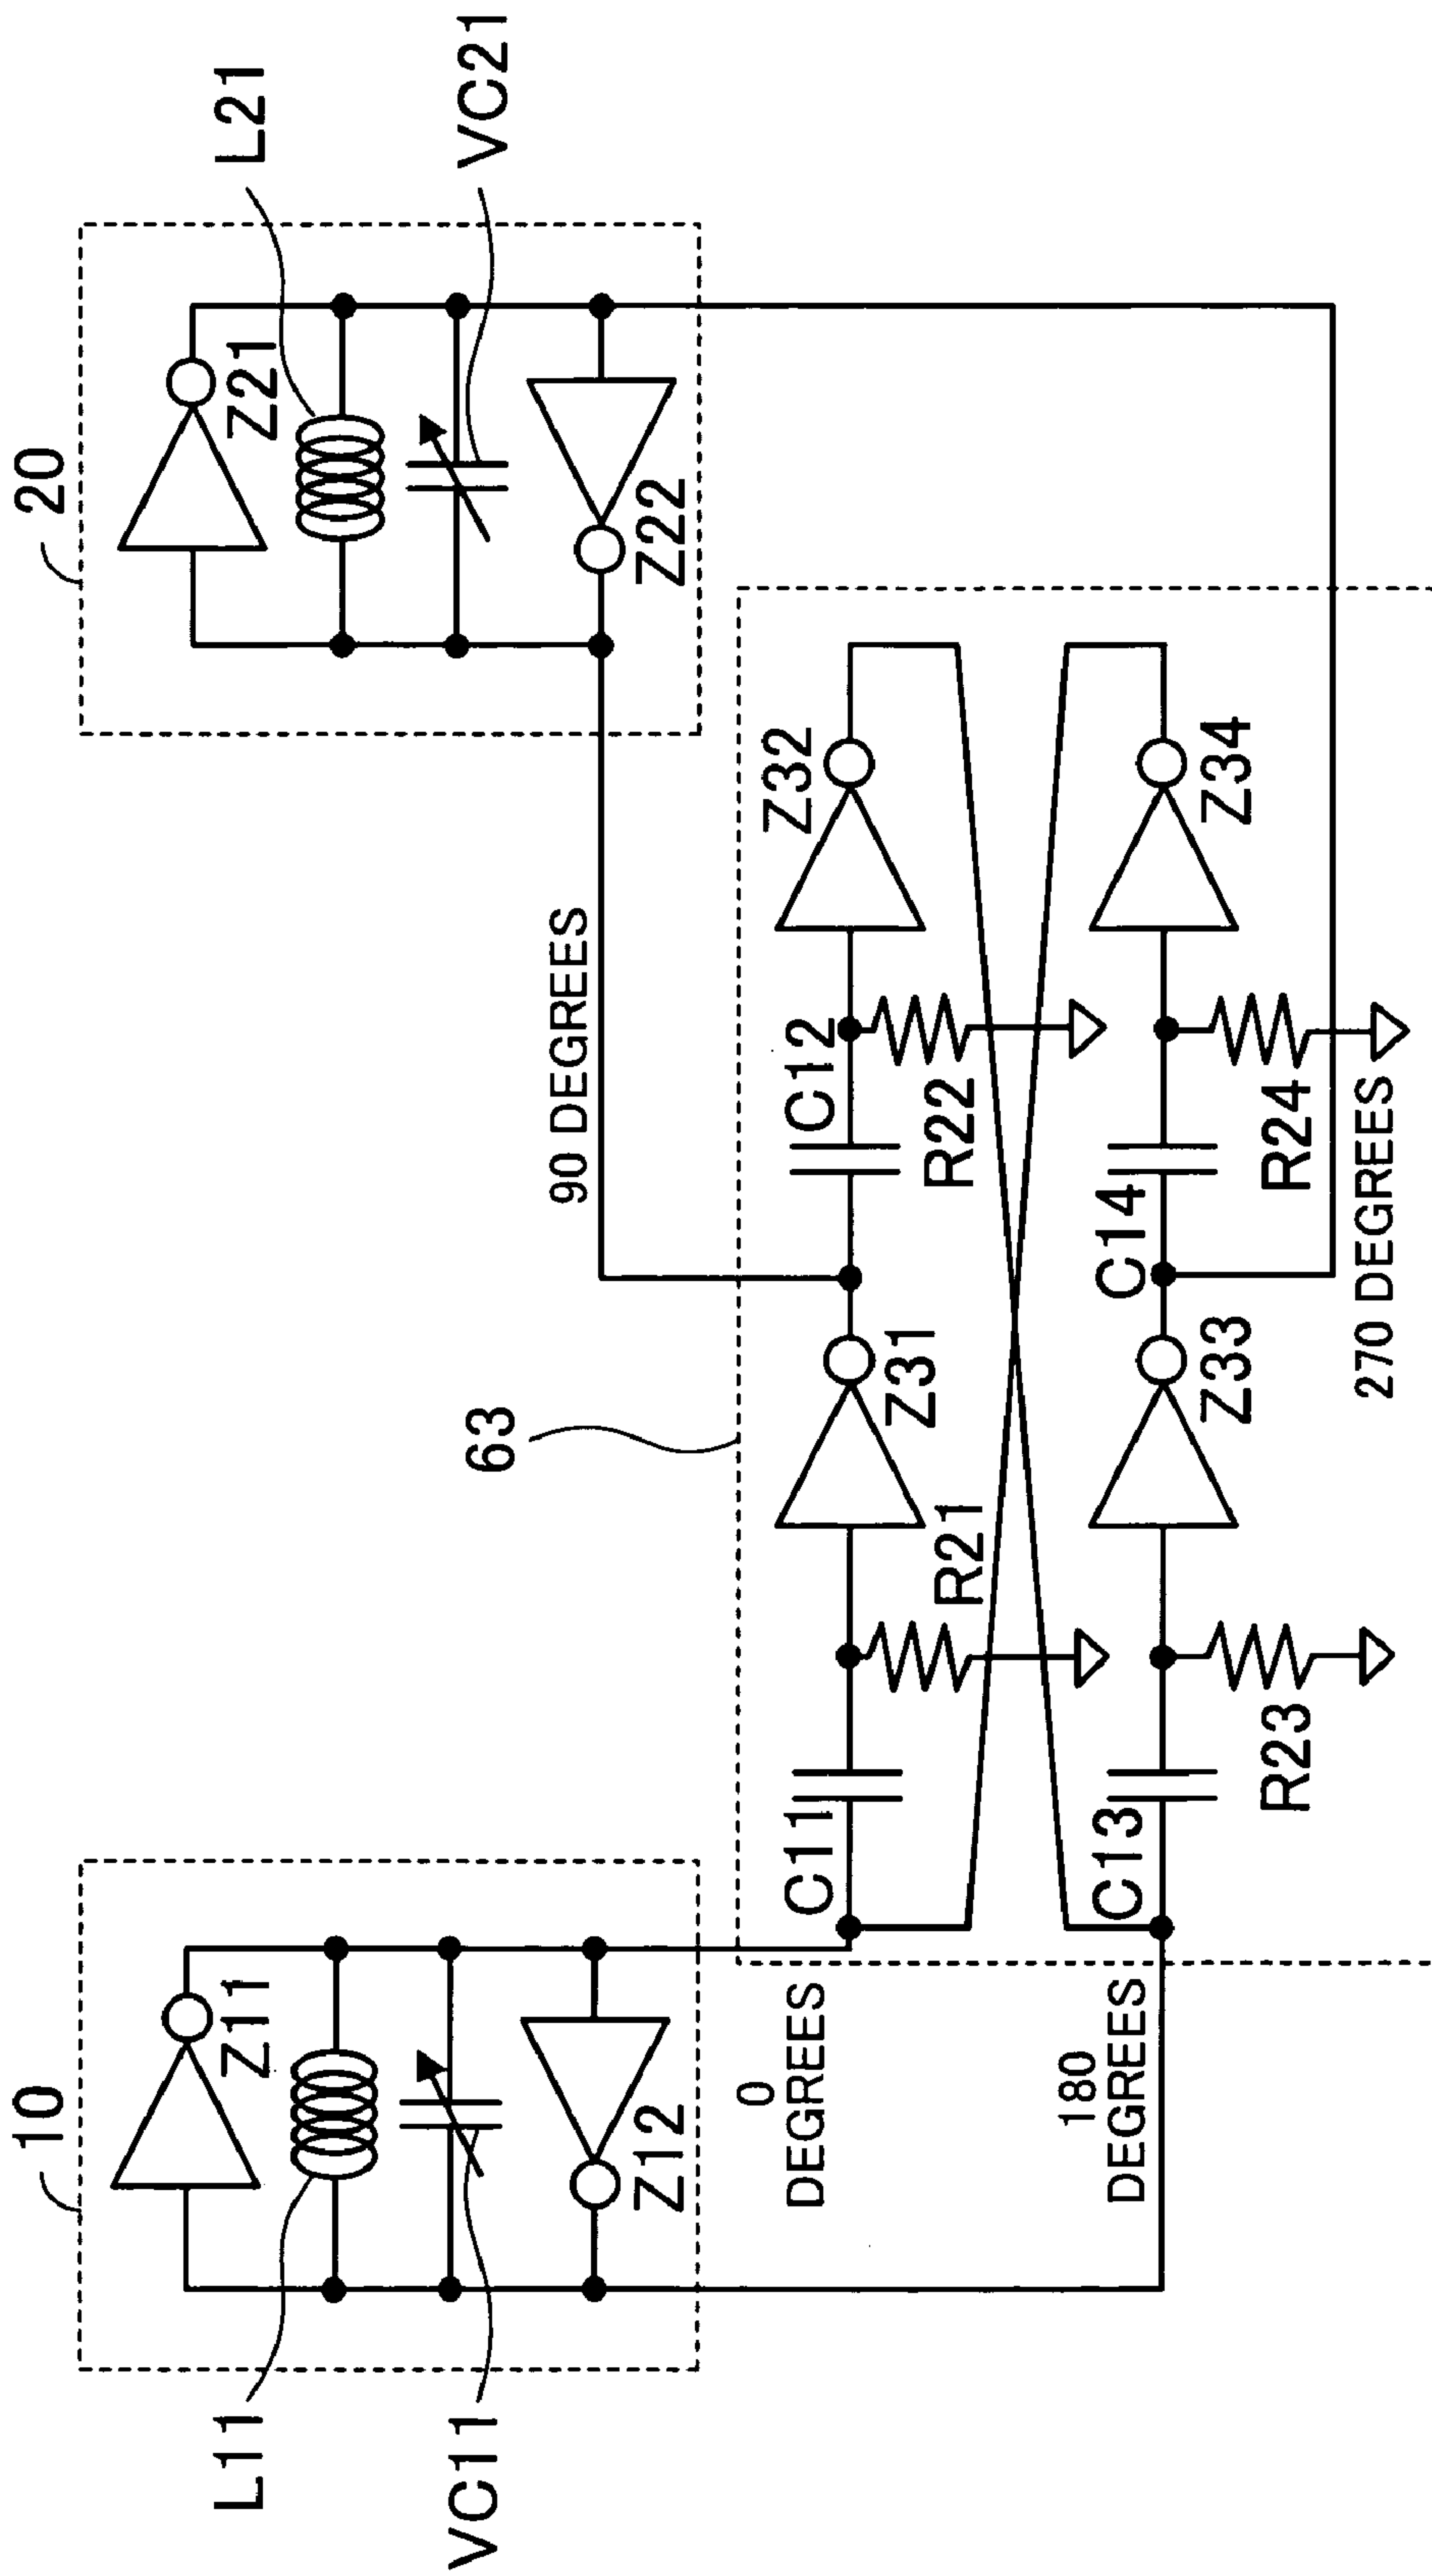 10
20
L11
VC11
Z11
Z12
L21
VC21
Z21
Z22
63
0
DEGREES
180
DEGREES
90 DEGREES
270 DEGREES
C11
R21
Z31
C12
R22
Z32
C13
R23
Z33
C14
R24
Z34